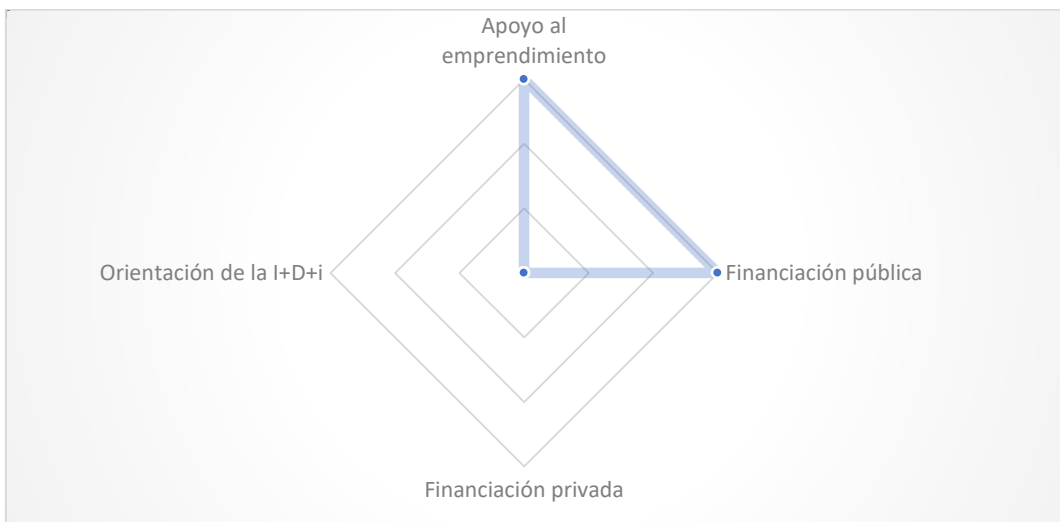 Apoyo al
emprendimiento
Orientación de la I+D+i
Financiación pública
Financiación privada